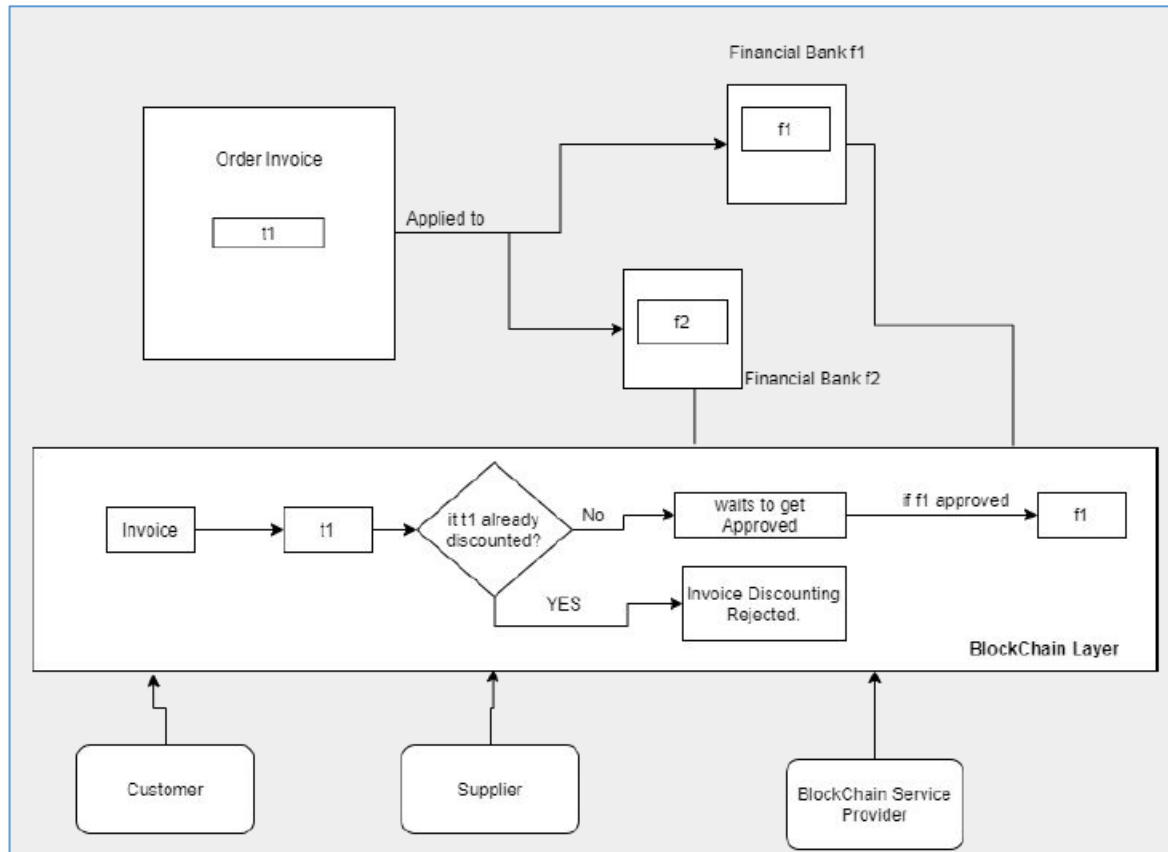 Financial Bank f1
f1
Order Invoice
t1
Applied to
f2
Financial Bank f2
Invoice
t1
it t1 already
discounted?
No
waits to get
Approved
if f1 approved
f1
YES
Invoice Discounting
Rejected.
BlockChain Layer
Customer
Supplier
BlockChain Service
Provider